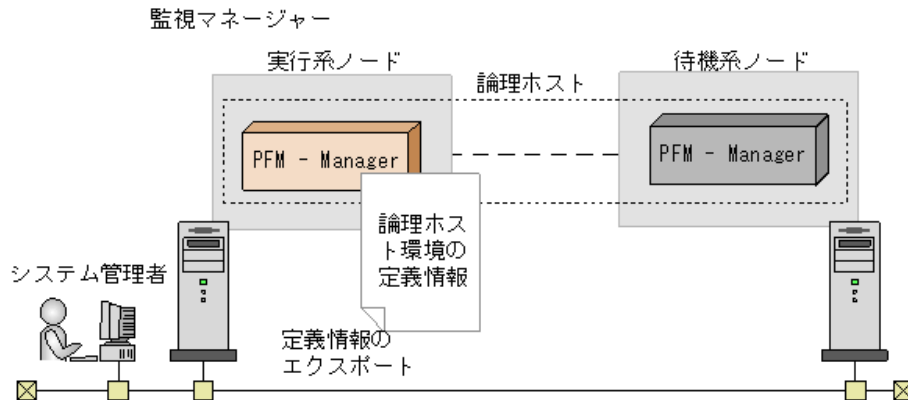 監視マネージャー
実行系ノード
待機系ノード
論理ホスト
PFM - Manager
PFM - Manager
論理ホス
ト環境の
定義情報
システム管理者
定義情報の
エクスポート